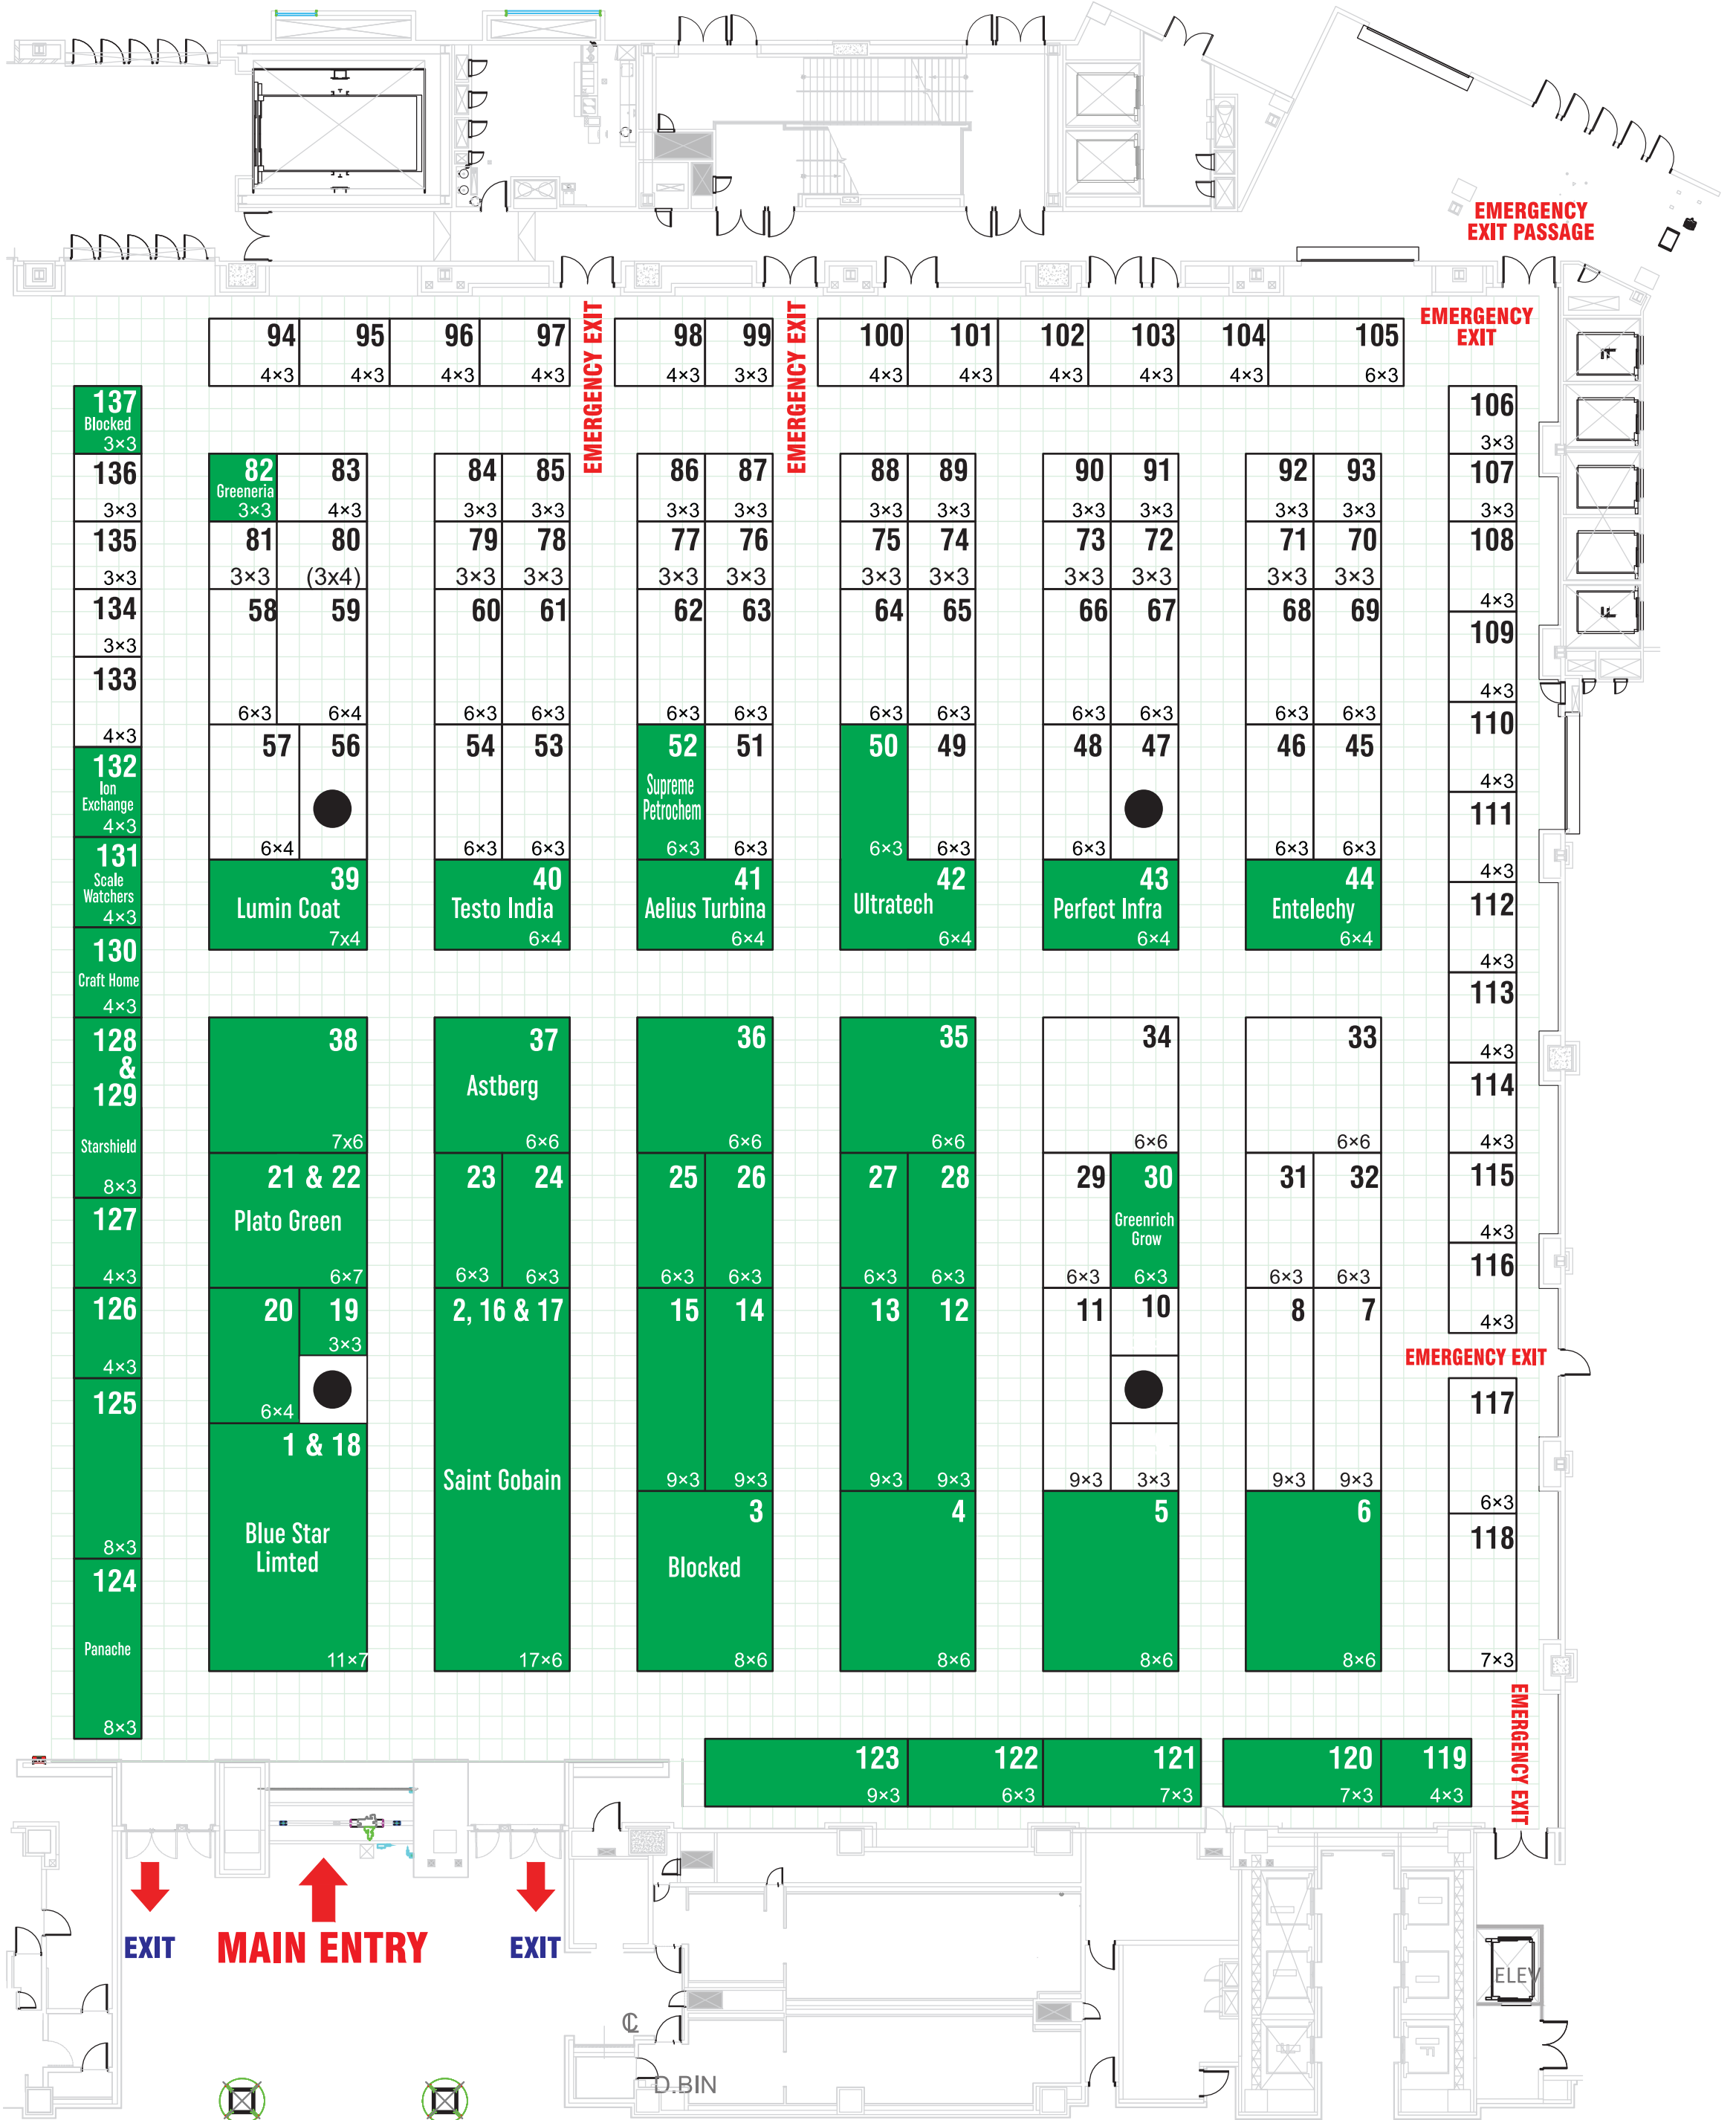 EMERGENCY
EXIT PASSAGE
EMERGENCY EXIT
EMERGENCY EXIT
EMERGENCY
EXIT
94 95 96 97 98 99 100 101 102 103 104 105
4×3 4×3 4×3 4×3 4×3 3×3 4×3 4×3 4×3 4×3 4×3 6×3
137
Blocked
3×3
136
3×3
135
3×3
134
3×3
133
4×3
132
Ion
Exchange
4×3
131
Scale
Watchers
4×3
130
Craft Home
4×3
128
&
129
Starshield
8×3
127
4×3
126
4×3
125
8×3
124
Panache
8×3
82 83 84 85 86 87 88 89 90 91 92 93
Greeneria
3×3 4×3 3×3 3×3 3×3 3×3 3×3 3×3 3×3 3×3 3×3 3×3
81 80 79 78 77 76 75 74 73 72 71 70
3×3 (3x4) 3×3 3×3 3×3 3×3 3×3 3×3 3×3 3×3 3×3 3×3
58 59 60 61 62 63 64 65 66 67 68 69
6×3 6×4 6×3 6×3 6×3 6×3 6×3 6×3 6×3 6×3 6×3 6×3
57 56 54 53 52 51 50 49 48 47 46 45
Supreme
Petrochem
6×4 6×3 6×3 6×3 6×3 6×3 6×3 6×3 6×3 6×3
39 40 41 42 43 44
Lumin Coat Testo India Aelius Turbina Ultratech Perfect Infra Entelechy
7x4 6×4 6×4 6×4 6×4 6×4
38 37 36 35 34 33
Astberg
7x6 6×6 6×6 6×6 6×6 6×6
21 & 22 23 24 25 26 27 28 29 30 31 32
Plato Green Greenrich
Grow
6×7 6×3 6×3 6×3 6×3 6×3 6×3 6×3 6×3 6×3 6×3
20 19 2, 16 & 17 15 14 13 12 11 10 8 7
3×3
6×4
1 & 18
Saint Gobain
9×3 9×3 9×3 9×3 9×3 3×3 9×3 9×3
3 4 5 6
Blue Star
Limted
Blocked
11×7 17×6 8×6 8×6 8×6 8×6
106
3×3
107
3×3
108
4×3
109
4×3
110
4×3
111
4×3
112
4×3
113
4×3
114
4×3
115
4×3
116
4×3
EMERGENCY EXIT
117
6×3
118
7×3
EMERGENCY EXIT
123 122 121 120 119
9×3 6×3 7×3 7×3 4×3
EXIT
MAIN ENTRY
EXIT
ELEV
D.BIN